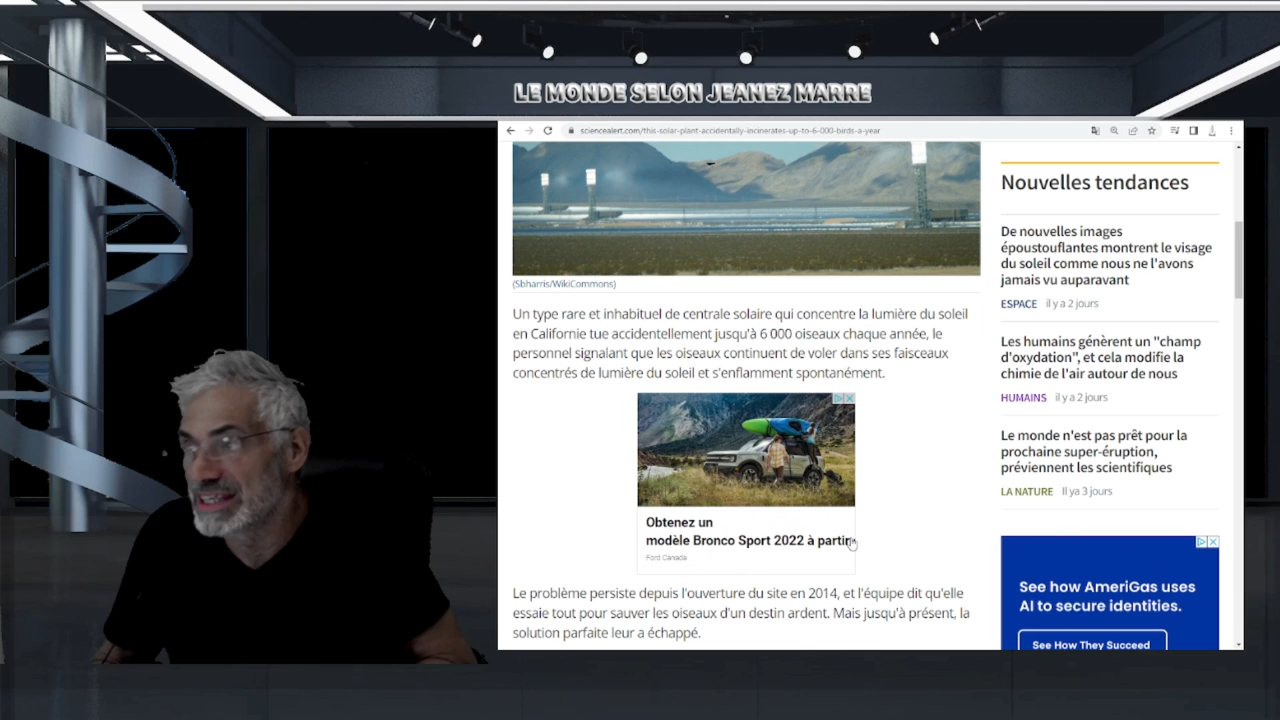 LE MONDE SELON JEANEZ MARRE
sciencealert.com/this-solar-plant-accidentally-incinerates-up-to-6-000-birds-a-year
(Sbharris/WikiCommons)
Un type rare et inhabituel de centrale solaire qui concentre la lumière du soleil
en Californie tue accidentellement jusqu'à 6 000 oiseaux chaque année, le
personnel signalant que les oiseaux continuent de voler dans ses faisceaux
concentrés de lumière du soleil et s'enflamment spontanément.
Obtenez un
modèle Bronco Sport 2022 à partir
Ford Canada
Le problème persiste depuis l'ouverture du site en 2014, et l'équipe dit qu'elle
essaie tout pour sauver les oiseaux d'un destin ardent. Mais jusqu'à présent, la
solution parfaite leur a échappé.
Nouvelles tendances
De nouvelles images
époustouflantes montrent le visage
du soleil comme nous ne l'avons
jamais vu auparavant
ESPACE il y a 2 jours
Les humains génèrent un "champ
d'oxydation", et cela modifie la
chimie de l'air autour de nous
HUMAINS il y a 2 jours
Le monde n'est pas prêt pour la
prochaine super-éruption,
préviennent les scientifiques
LA NATURE Il ya 3 jours
See how AmeriGas uses
AI to secure identities.
See How They Succeed